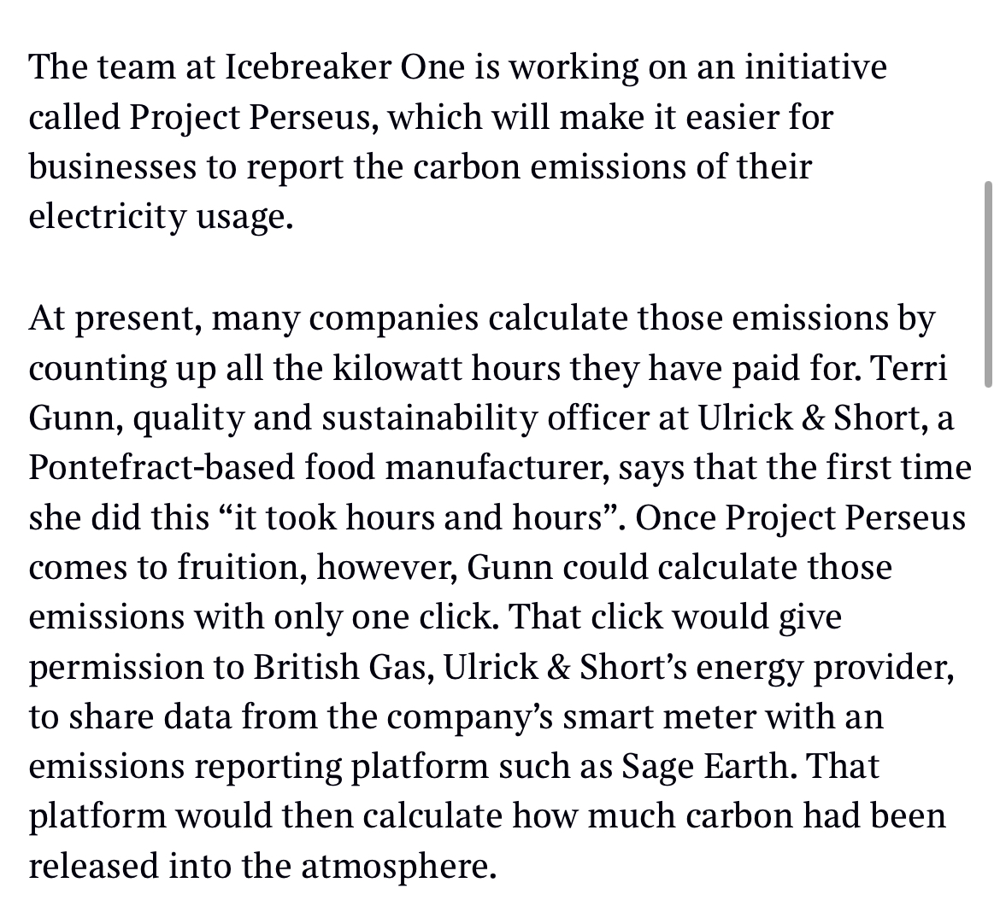 The team at Icebreaker One is working on an initiative
called Project Perseus, which will make it easier for
businesses to report the carbon emissions of their
electricity usage.
At present, many companies calculate those emissions by
counting up all the kilowatt hours they have paid for. Terri
Gunn, quality and sustainability officer at Ulrick & Short, a
Pontefract-based food manufacturer, says that the first time
she did this “it took hours and hours”. Once Project Perseus
comes to fruition, however, Gunn could calculate those
emissions with only one click. That click would give
permission to British Gas, Ulrick & Short’s energy provider,
to share data from the company’s smart meter with an
emissions reporting platform such as Sage Earth. That
platform would then calculate how much carbon had been
released into the atmosphere.